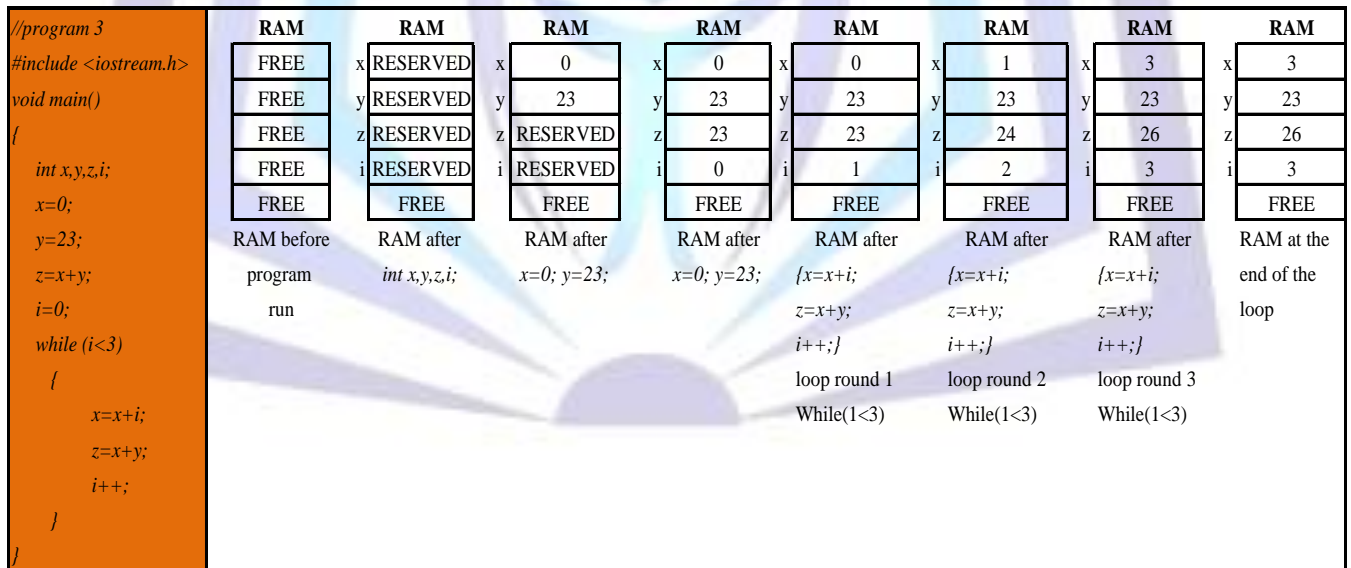 //program 3
#include <iostream.h>
void main()
{
int x,y,z,i;
x=0;
y=23;
z=x+y;
i=0;
while (i<3)
{
x=x+i;
z=x+y;
i++;
}
}
RAM
FREE
FREE
FREE
FREE
FREE
RAM before
program
run
RAM
x RESERVED
y RESERVED
z RESERVED
i RESERVED
FREE
RAM after
int x,y,z,i;
RAM
x 0
y 23
z RESERVED
i RESERVED
FREE
RAM after
x=0; y=23;
RAM
x 0
y 23
z 23
i 0
FREE
RAM after
x=0; y=23;
RAM
x 0
y 23
z 23
i 1
FREE
RAM after
{x=x+i;
z=x+y;
i++;}
loop round 1
While(1<3)
RAM
x 1
y 23
z 24
i 2
FREE
RAM after
{x=x+i;
z=x+y;
i++;}
loop round 2
While(1<3)
RAM
x 3
y 23
z 26
i 3
FREE
RAM after
{x=x+i;
z=x+y;
i++;}
loop round 3
While(1<3)
RAM
x 3
y 23
z 26
i 3
FREE
RAM at the
end of the
loop